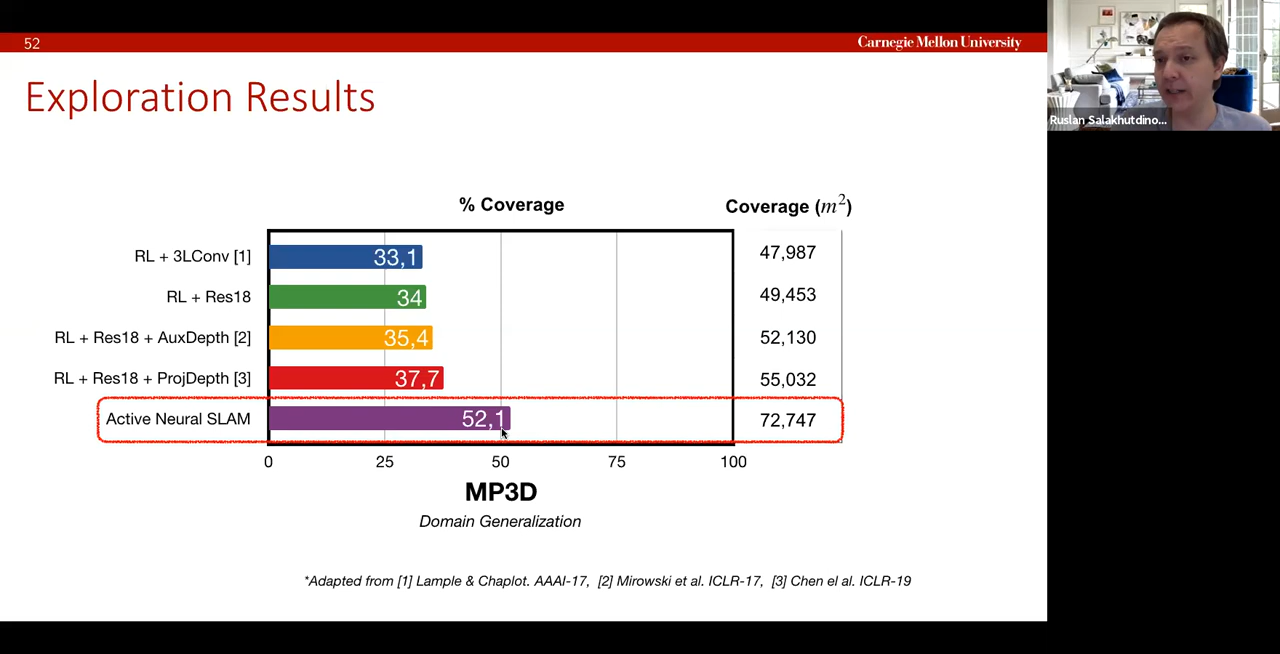 52
Carnegie Mellon University
Ruslan Salakhutdino...
Exploration Results
% Coverage
Coverage (m²)
RL + 3LConv [1]
33,1
47,987
RL + Res18
34
49,453
RL + Res18 + AuxDepth [2]
35,4
52,130
RL + Res18 + ProjDepth [3]
37,7
55,032
Active Neural SLAM
52,1
72,747
0 25 50 75 100
MP3D
Domain Generalization
*Adapted from [1] Lample & Chaplot. AAAI-17, [2] Mirowski et al. ICLR-17, [3] Chen el al. ICLR-19